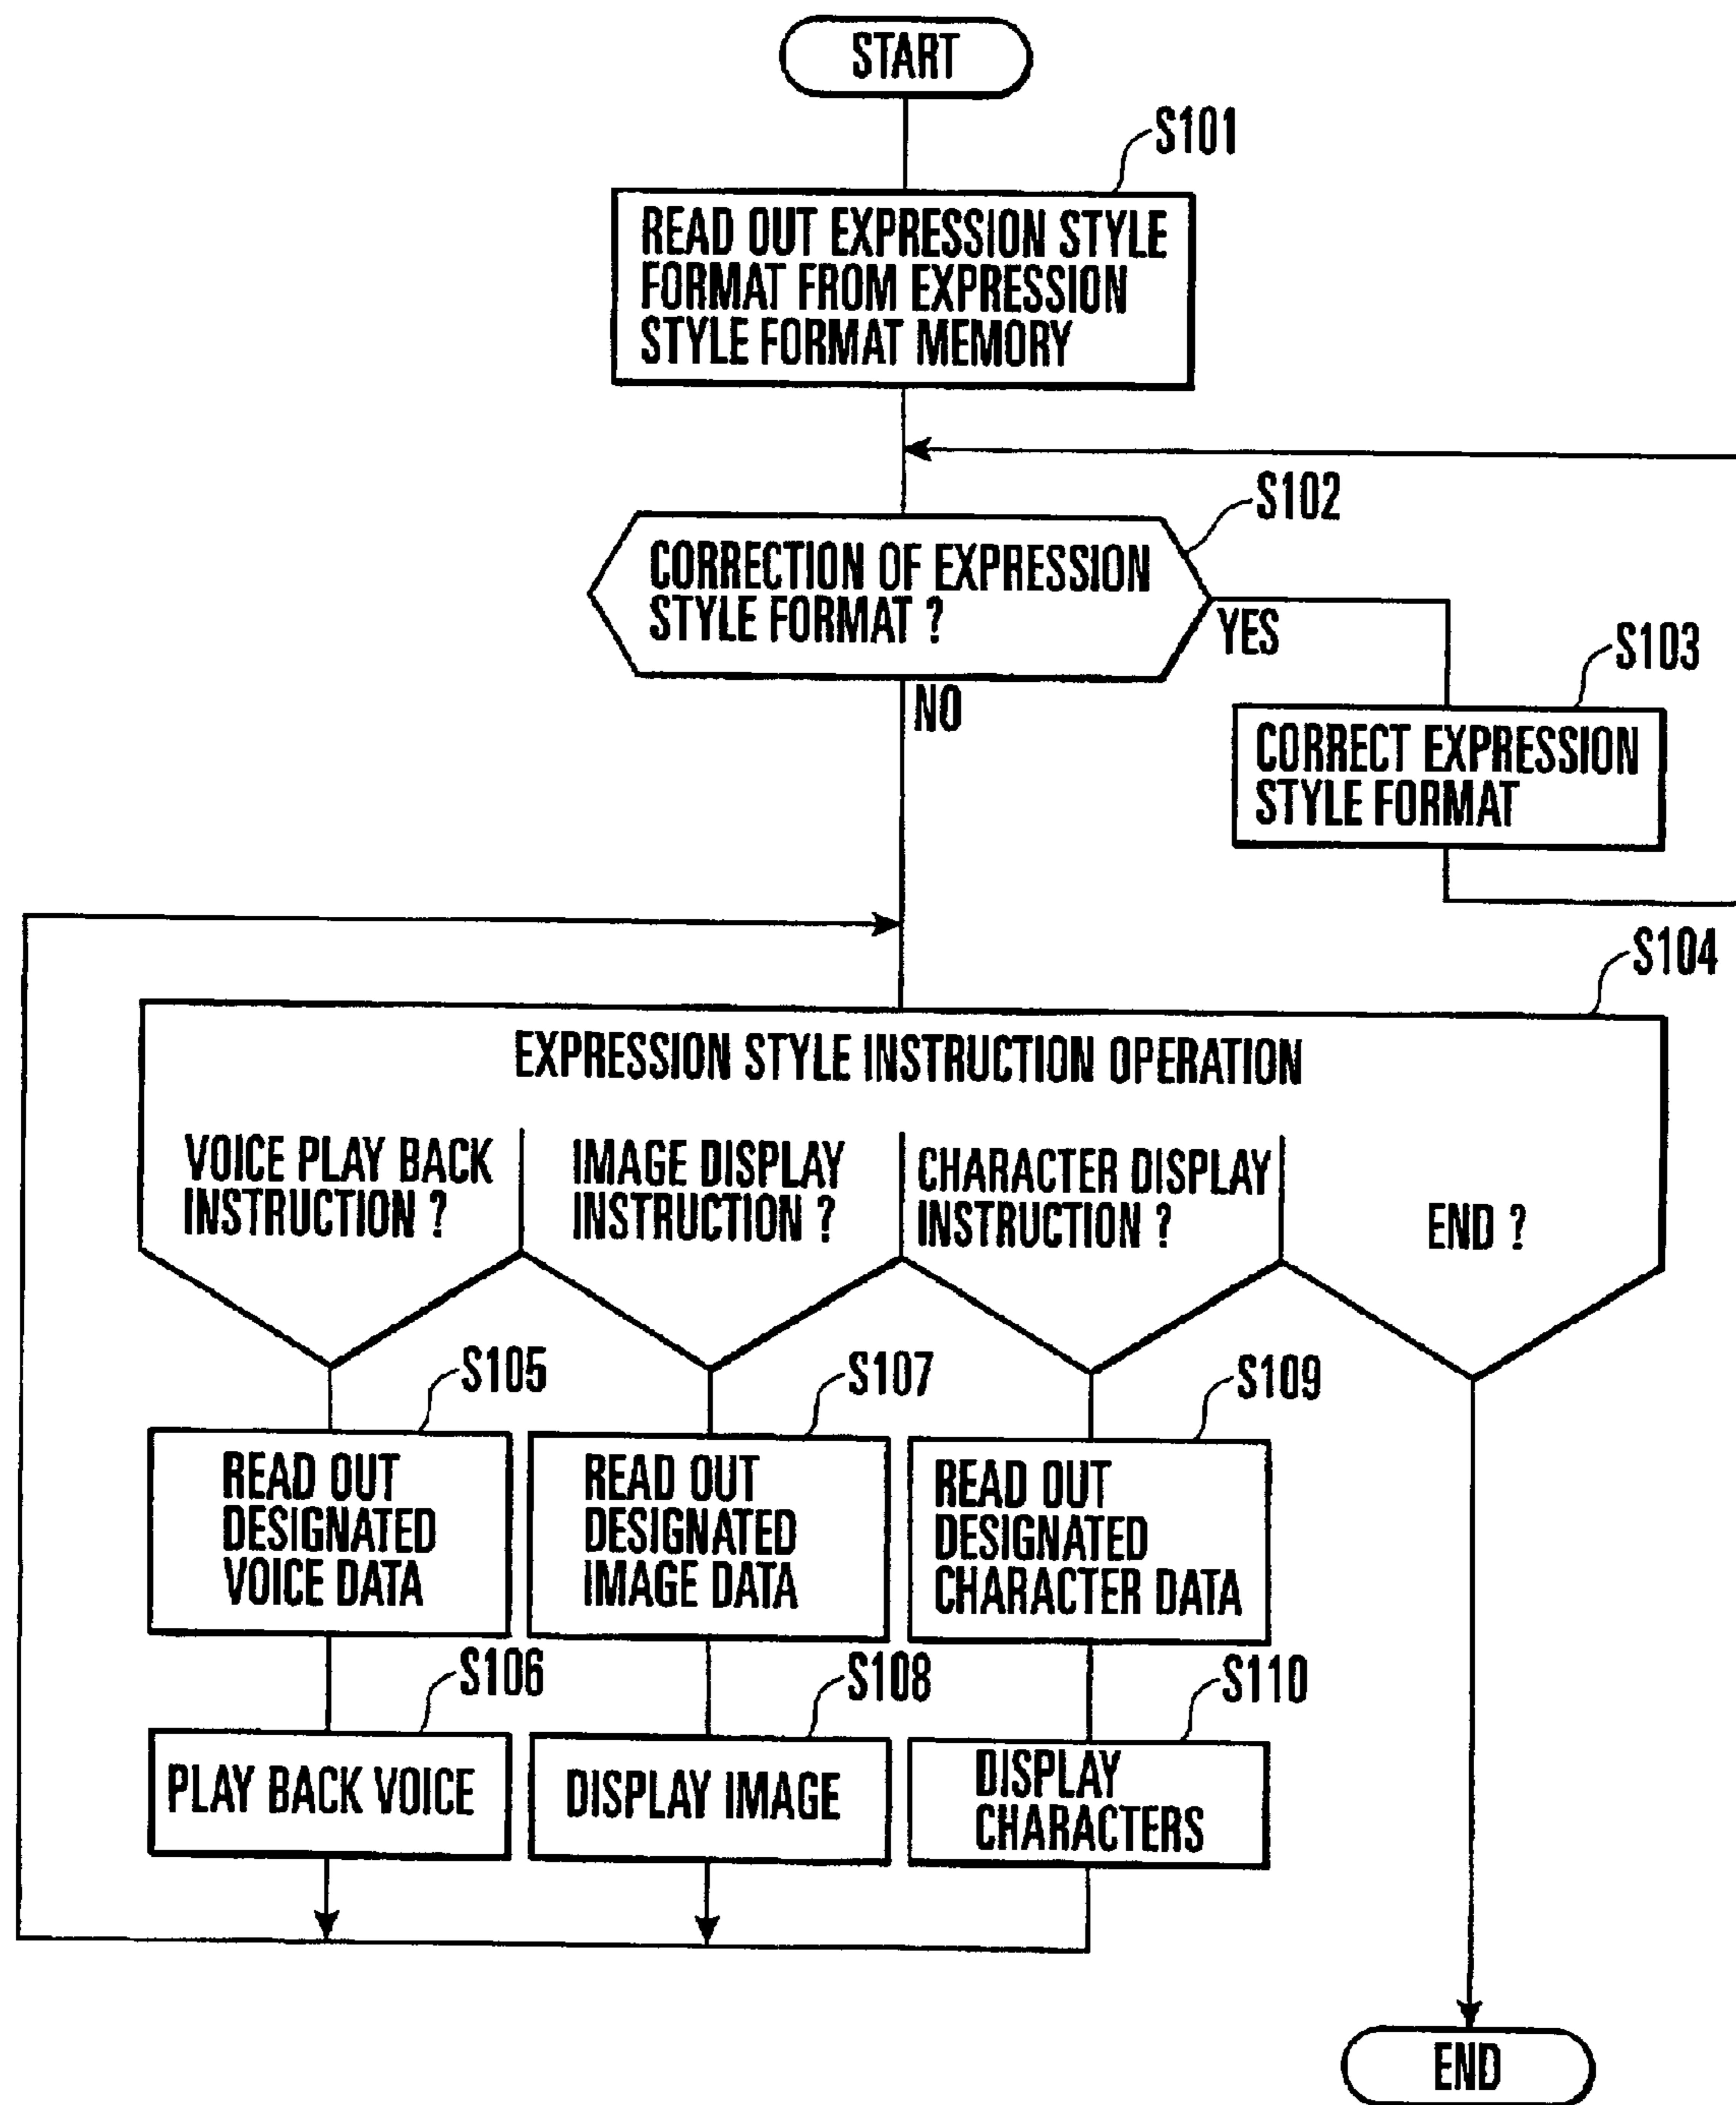 START
S101
READ OUT EXPRESSION STYLE
FORMAT FROM EXPRESSION
STYLE FORMAT MEMORY
S102
CORRECTION OF EXPRESSION
STYLE FORMAT ?
YES
NO
S103
CORRECT EXPRESSION
STYLE FORMAT
S104
EXPRESSION STYLE INSTRUCTION OPERATION
VOICE PLAY BACK
INSTRUCTION ?
IMAGE DISPLAY
INSTRUCTION ?
CHARACTER DISPLAY
INSTRUCTION ?
END ?
S105
READ OUT
DESIGNATED
VOICE DATA
S107
READ OUT
DESIGNATED
IMAGE DATA
S109
READ OUT
DESIGNATED
CHARACTER DATA
S106
PLAY BACK VOICE
S108
DISPLAY IMAGE
S110
DISPLAY
CHARACTERS
END